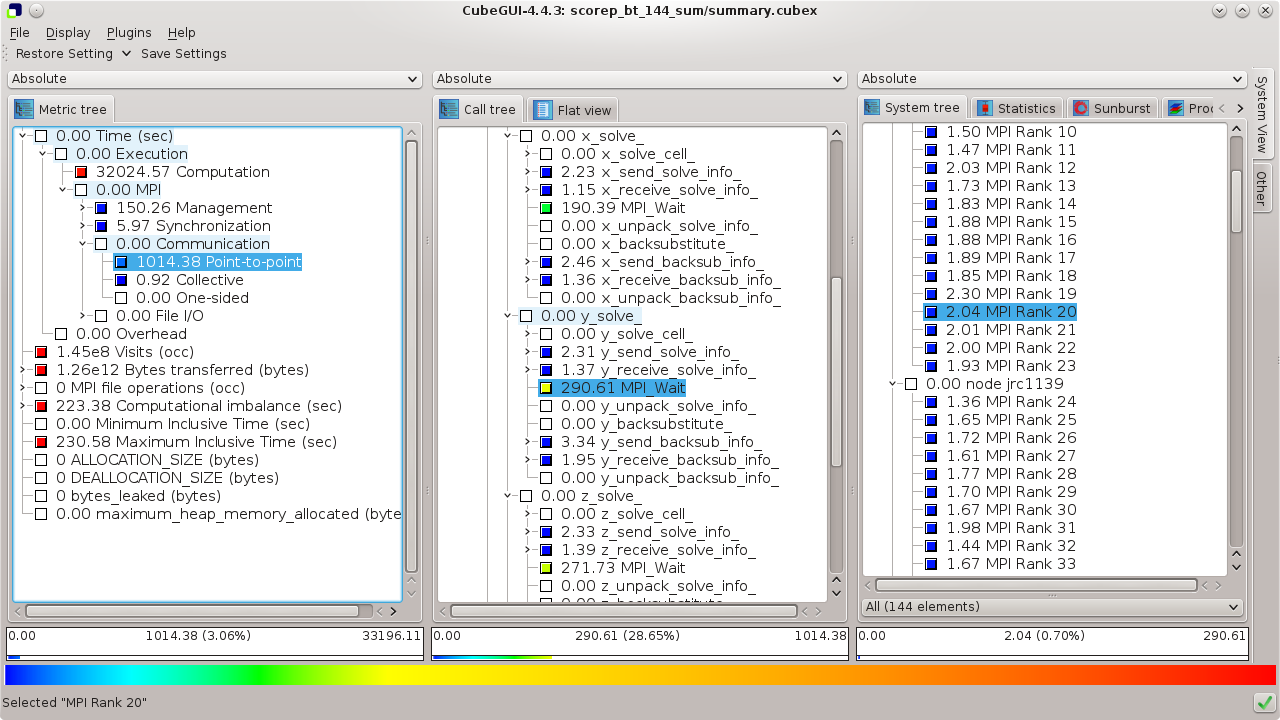 CubeGUI-4.4.3: scorep_bt_144_sum/summary.cubex
File Display Plugins Help
Restore Setting Save Settings
Absolute
Metric tree
0.00 Time (sec)
0.00 Execution
32024.57 Computation
0.00 MPI
150.26 Management
5.97 Synchronization
0.00 Communication
1014.38 Point-to-point
0.92 Collective
0.00 One-sided
0.00 File I/O
0.00 Overhead
1.45e8 Visits (occ)
1.26e12 Bytes transferred (bytes)
0 MPI file operations (occ)
223.38 Computational imbalance (sec)
0.00 Minimum Inclusive Time (sec)
230.58 Maximum Inclusive Time (sec)
0 ALLOCATION_SIZE (bytes)
0 DEALLOCATION_SIZE (bytes)
0 bytes_leaked (bytes)
0.00 maximum_heap_memory_allocated (byte
0.00 1014.38 (3.06%) 33196.11
Absolute
Call tree Flat view
0.00 x_solve_
0.00 x_solve_cell_
2.23 x_send_solve_info_
1.15 x_receive_solve_info_
190.39 MPI_Wait
0.00 x_unpack_solve_info_
0.00 x_backsubstitute_
2.46 x_send_backsub_info_
1.36 x_receive_backsub_info_
0.00 x_unpack_backsub_info_
0.00 y_solve_
0.00 y_solve_cell_
2.31 y_send_solve_info_
1.37 y_receive_solve_info_
290.61 MPI_Wait
0.00 y_unpack_solve_info_
0.00 y_backsubstitute_
3.34 y_send_backsub_info_
1.95 y_receive_backsub_info_
0.00 y_unpack_backsub_info_
0.00 z_solve_
0.00 z_solve_cell_
2.33 z_send_solve_info_
1.39 z_receive_solve_info_
271.73 MPI_Wait
0.00 z_unpack_solve_info_
0.00 290.61 (28.65%) 1014.38
Absolute
System tree Statistics Sunburst Proc
1.50 MPI Rank 10
1.47 MPI Rank 11
2.03 MPI Rank 12
1.73 MPI Rank 13
1.83 MPI Rank 14
1.88 MPI Rank 15
1.88 MPI Rank 16
1.89 MPI Rank 17
1.85 MPI Rank 18
2.30 MPI Rank 19
2.04 MPI Rank 20
2.01 MPI Rank 21
2.00 MPI Rank 22
1.93 MPI Rank 23
0.00 node jrc1139
1.36 MPI Rank 24
1.65 MPI Rank 25
1.72 MPI Rank 26
1.61 MPI Rank 27
1.77 MPI Rank 28
1.70 MPI Rank 29
1.67 MPI Rank 30
1.98 MPI Rank 31
1.44 MPI Rank 32
1.67 MPI Rank 33
All (144 elements)
0.00 2.04 (0.70%) 290.61
System View
Other
Selected "MPI Rank 20"